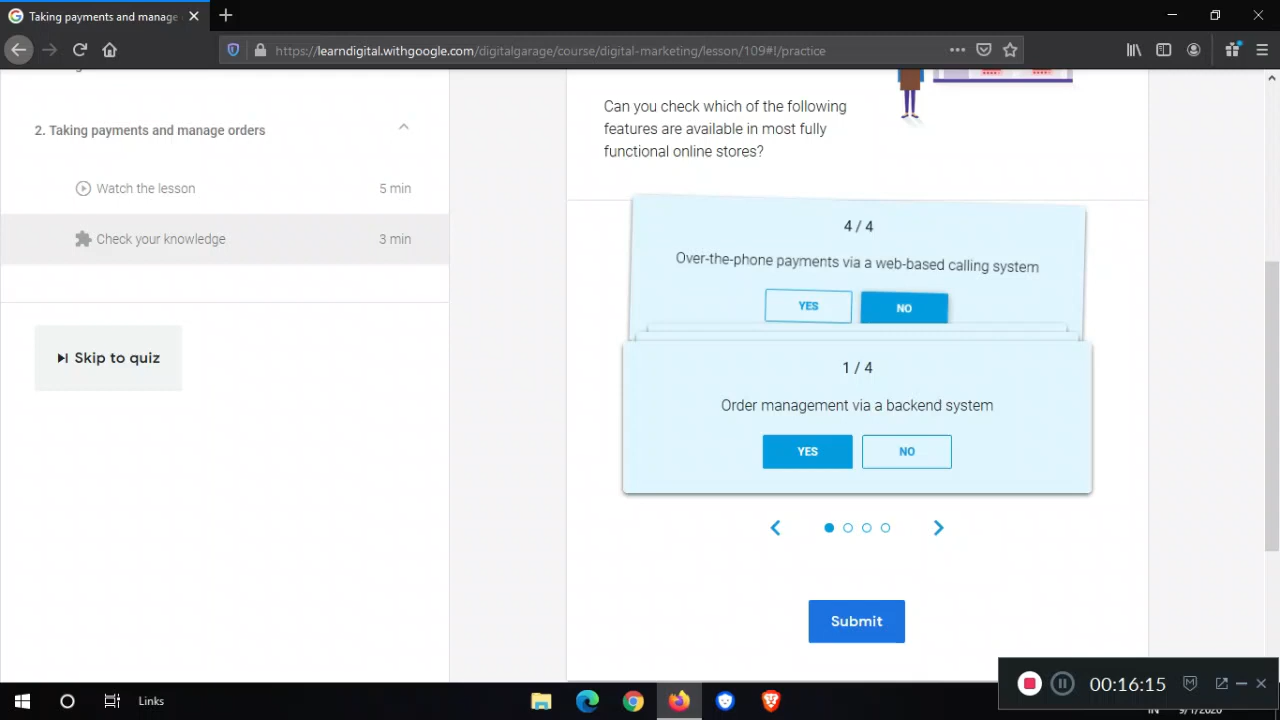 Taking payments and manage
https://learndigital.withgoogle.com/digitalgarage/course/digital-marketing/lesson/109#!/practice
2. Taking payments and manage orders
Watch the lesson 5 min
Check your knowledge 3 min
Skip to quiz
Can you check which of the following
features are available in most fully
functional online stores?
4 / 4
Over-the-phone payments via a web-based calling system
YES NO
1 / 4
Order management via a backend system
YES NO
Submit
00:16:15
Links
IN 9/1/2020